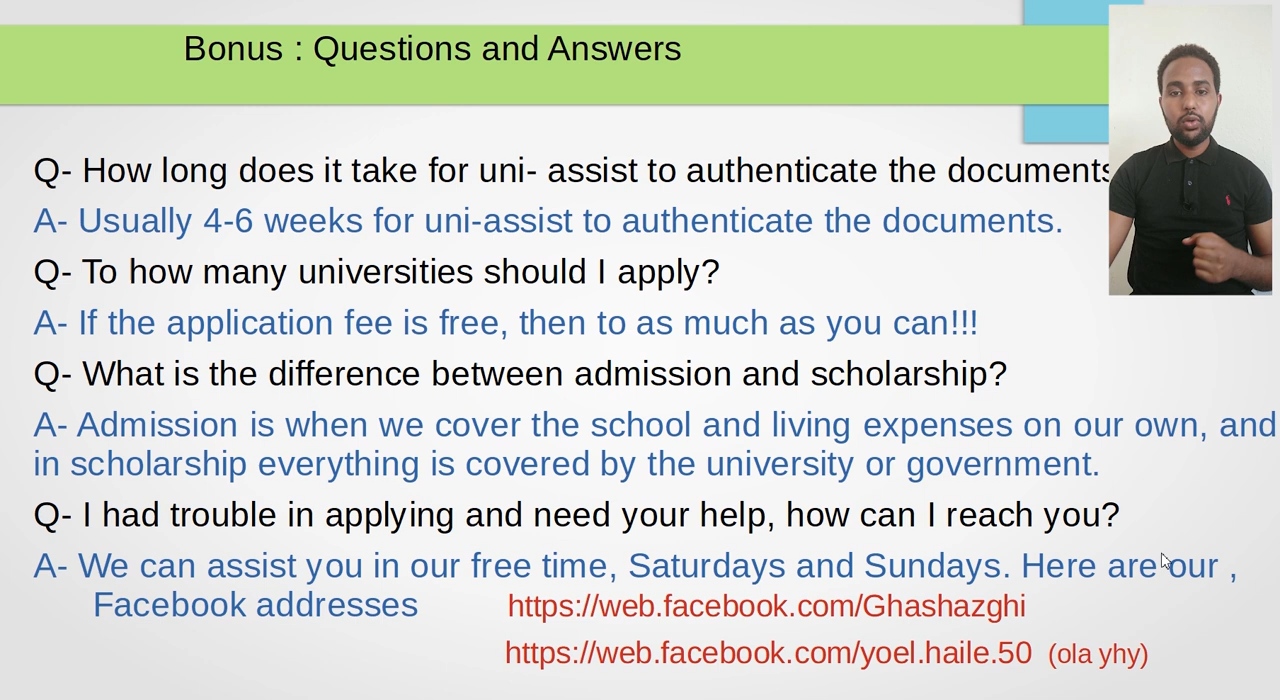 Bonus : Questions and Answers
Q- How long does it take for uni- assist to authenticate the documents
A- Usually 4-6 weeks for uni-assist to authenticate the documents.
Q- To how many universities should I apply?
A- If the application fee is free, then to as much as you can!!!
Q- What is the difference between admission and scholarship?
A- Admission is when we cover the school and living expenses on our own, and
in scholarship everything is covered by the university or government.
Q- I had trouble in applying and need your help, how can I reach you?
A- We can assist you in our free time, Saturdays and Sundays. Here are our ,
Facebook addresses https://web.facebook.com/Ghashazghi
https://web.facebook.com/yoel.haile.50 (ola yhy)